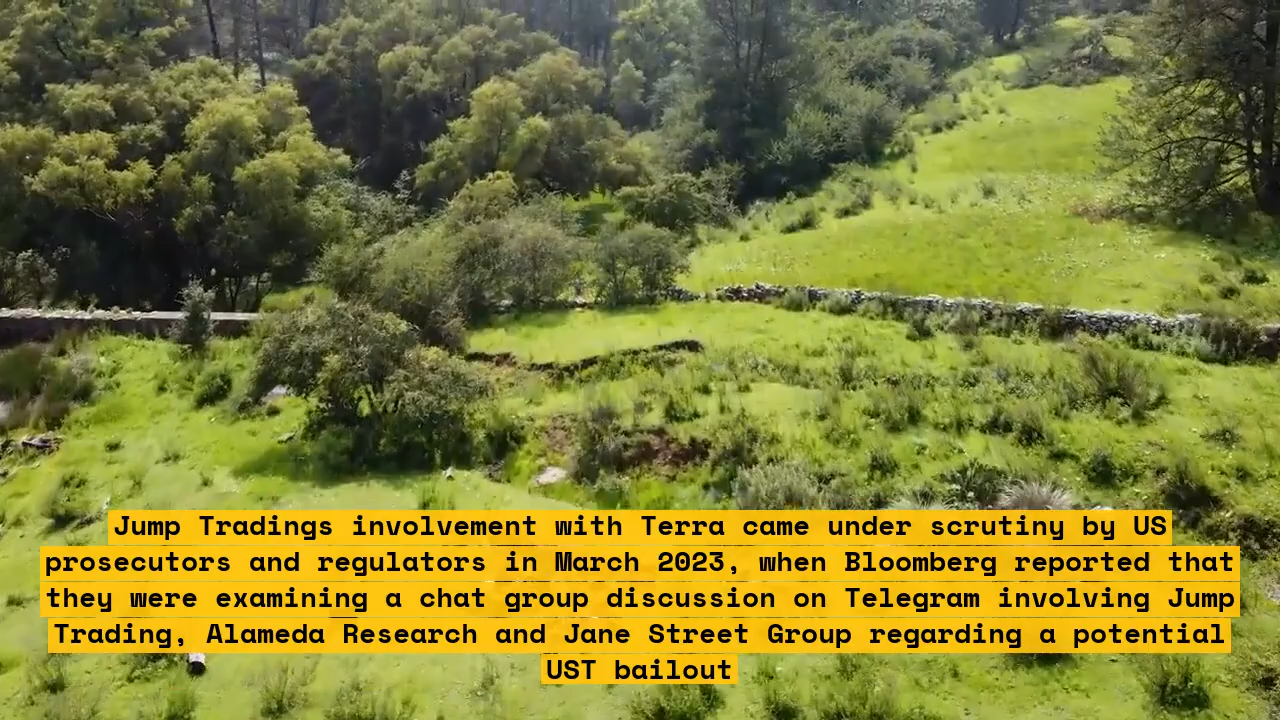 Jump Tradings involvement with Terra came under scrutiny by US
prosecutors and regulators in March 2023, when Bloomberg reported that
they were examining a chat group discussion on Telegram involving Jump
Trading, Alameda Research and Jane Street Group regarding a potential
UST bailout